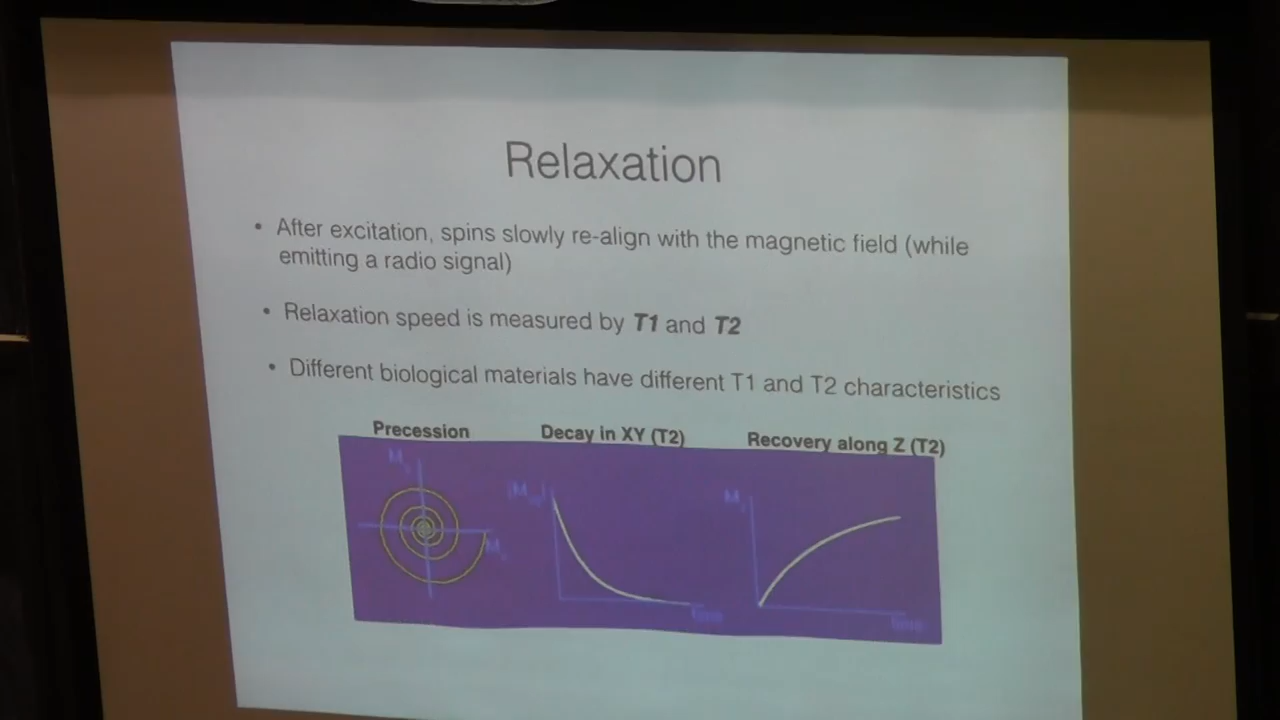 Relaxation
• After excitation, spins slowly re-align with the magnetic field (while
emitting a radio signal)
• Relaxation speed is measured by T1 and T2
• Different biological materials have different T1 and T2 characteristics
Precession Decay in XY (T2) Recovery along Z (T2)
time time